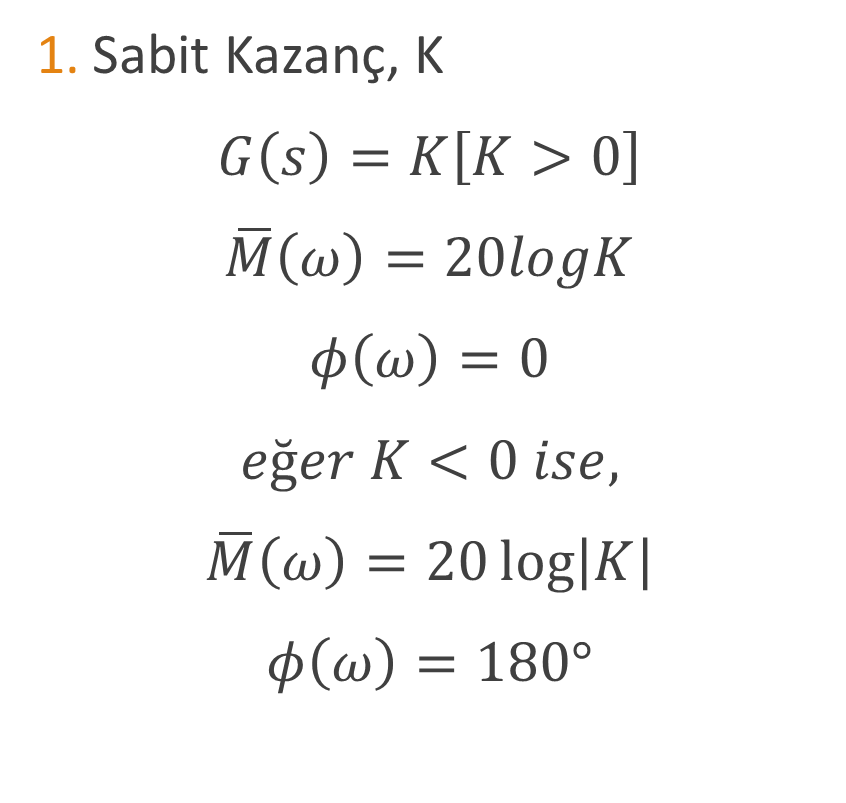 1. Sabit Kazanç, K
G(s) = K[K > 0]
M̅(ω) = 20logK
ϕ(ω) = 0
eğer K < 0 ise,
M̅(ω) = 20 log|K|
ϕ(ω) = 180°